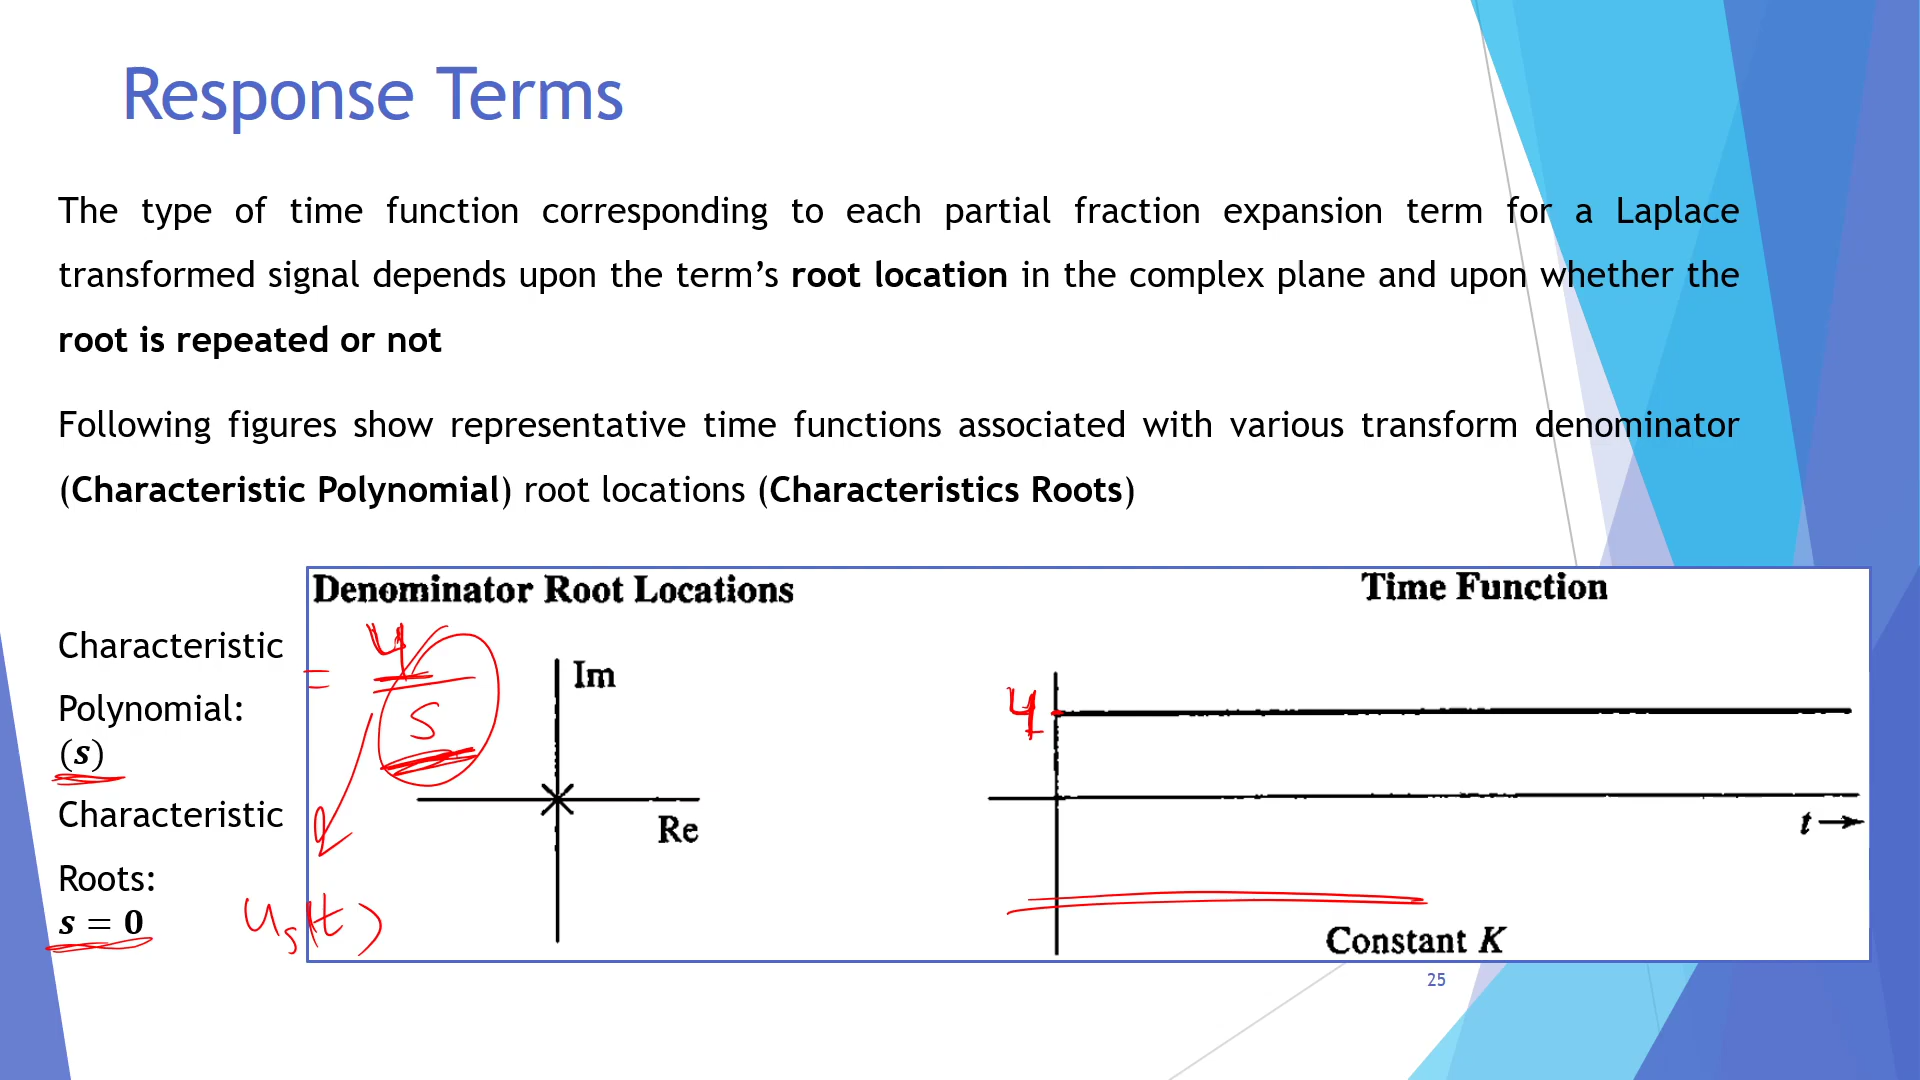 Response Terms
The type of time function corresponding to each partial fraction expansion term for a Laplace
transformed signal depends upon the term’s root location in the complex plane and upon whether the
root is repeated or not
Following figures show representative time functions associated with various transform denominator
(Characteristic Polynomial) root locations (Characteristics Roots)
Characteristic
Polynomial:
(s)
Characteristic
Roots:
s = 0
Denominator Root Locations
= 4
s
Im
Re
u_s(t)
Time Function
4
t
Constant K
25